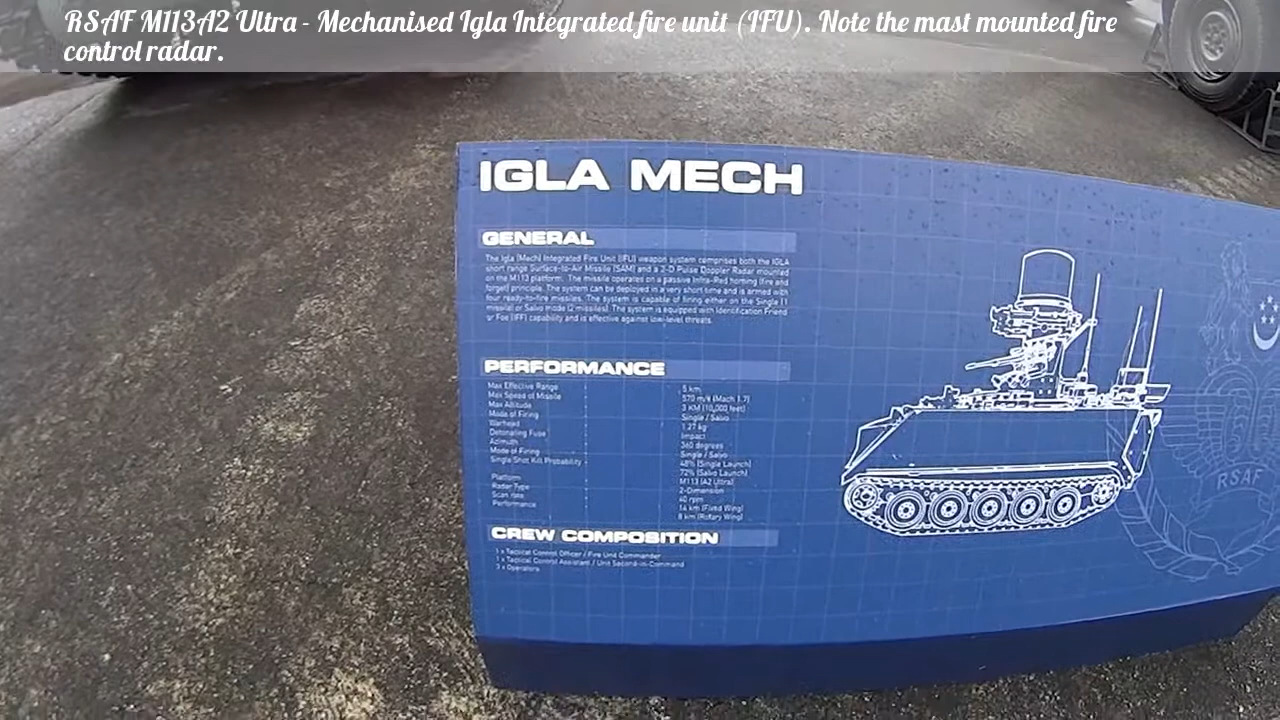 RSAF M113A2 Ultra - Mechanised Igla Integrated fire unit (IFU). Note the mast mounted fire
control radar.
IGLA MECH
GENERAL
The Igla (Mech) Integrated Fire Unit (IFU) weapon system comprises both the IGLA
short range Surface-to-Air Missile (SAM) and a 2-D Pulse Doppler Radar mounted
on the M113 platform. The missile operates on a passive Infra-Red homing (fire and
forget) principle. The system can be deployed in a very short time and is armed with
four ready-to-fire missiles. The system is capable of firing either on the Single (1
missile) or Salvo mode (2 missiles). The system is equipped with Identification Friend
or Foe (IFF) capability and is effective against low-level threats.
PERFORMANCE
Max Effective Range : 5 km
Max Speed of Missile : 570 m/s (Mach 1.7)
Max Altitude : 3 KM (10,000 feet)
Mode of Firing : Single / Salvo
Warhead : 1.27 kg
Detonating Fuse : Impact
Azimuth : 360 degrees
Mode of Firing : Single / Salvo
Single Shot Kill Probability : 48% (Single Launch)
72% (Salvo Launch)
Platform : M113 (A2 Ultra)
Radar Type : 2-Dimension
Scan rate : 60 rpm
Performance : 14 km (Fixed Wing)
8 km (Rotary Wing)
CREW COMPOSITION
1 x Tactical Control Officer / Fire Unit Commander
1 x Tactical Control Assistant / Unit Second-in-Command
3 x Operators
RSAF